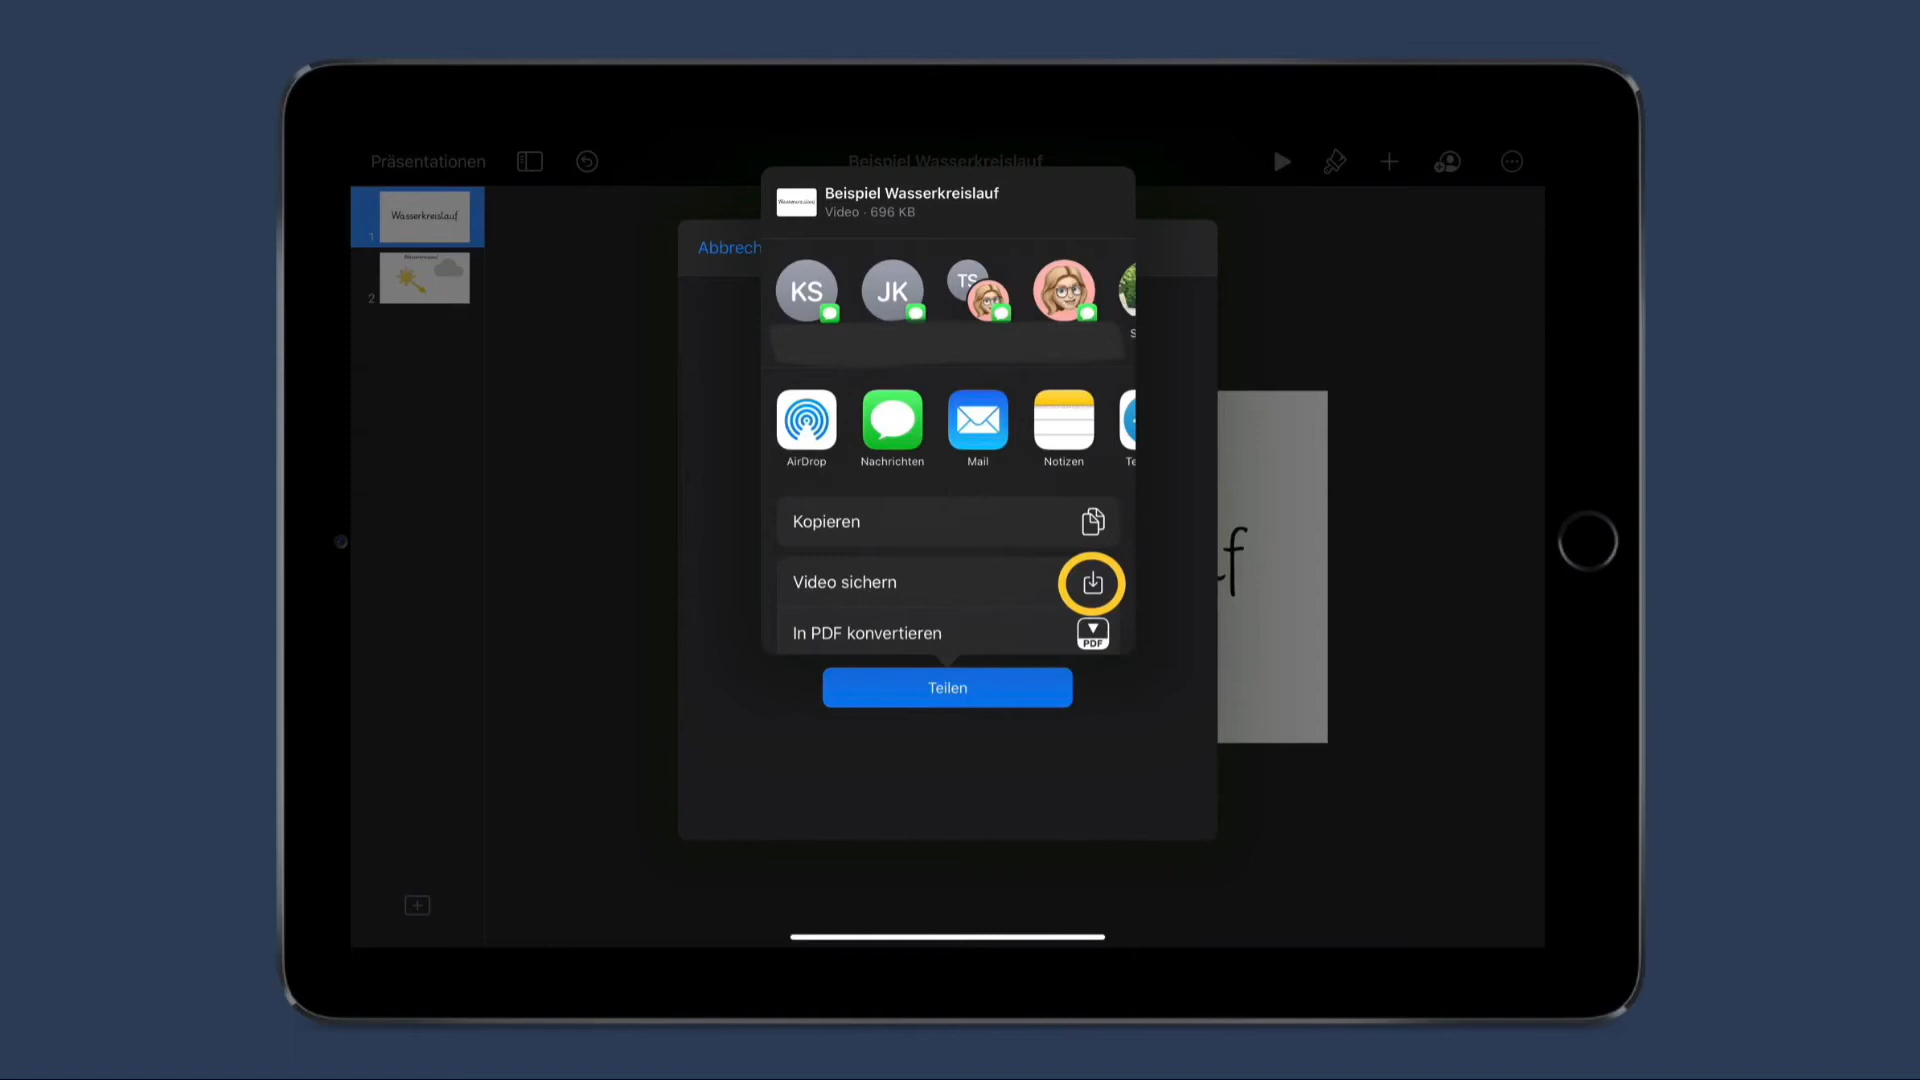 Präsentationen
Beispiel Wasserkreislauf
Beispiel Wasserkreislauf
Video · 696 KB
Wasserkreislauf
1
2
Abbrech
KS
JK
TS
S
AirDrop
Nachrichten
Mail
Notizen
Te
Kopieren
Video sichern
In PDF konvertieren
PDF
Teilen
f